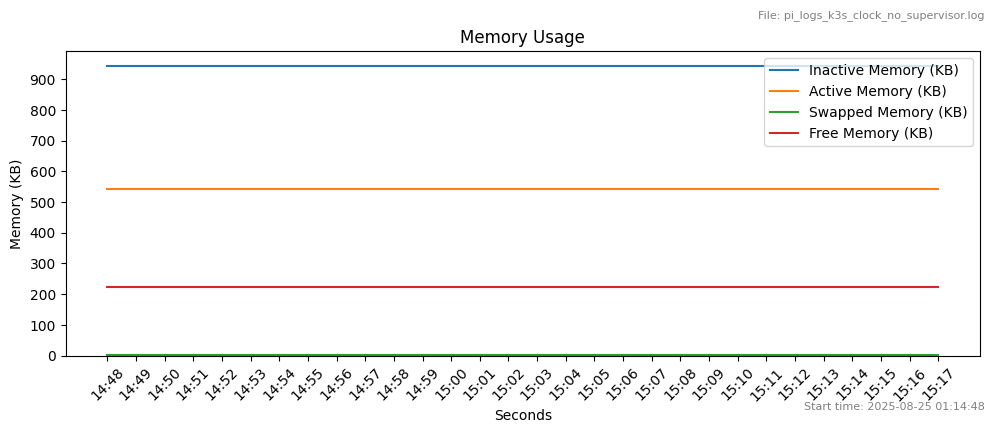 File: pi_logs_k3s_clock_no_supervisor.log
Memory Usage
Inactive Memory (KB)
Active Memory (KB)
Swapped Memory (KB)
Free Memory (KB)
Memory (KB)
900
800
700
600
500
400
300
200
100
0
14:48 14:49 14:50 14:51 14:52 14:53 14:54 14:55 14:56 14:57 14:58 14:59 15:00 15:01 15:02 15:03 15:04 15:05 15:06 15:07 15:08 15:09 15:10 15:11 15:12 15:13 15:14 15:15 15:16 15:17
Seconds
Start time: 2025-08-25 01:14:48